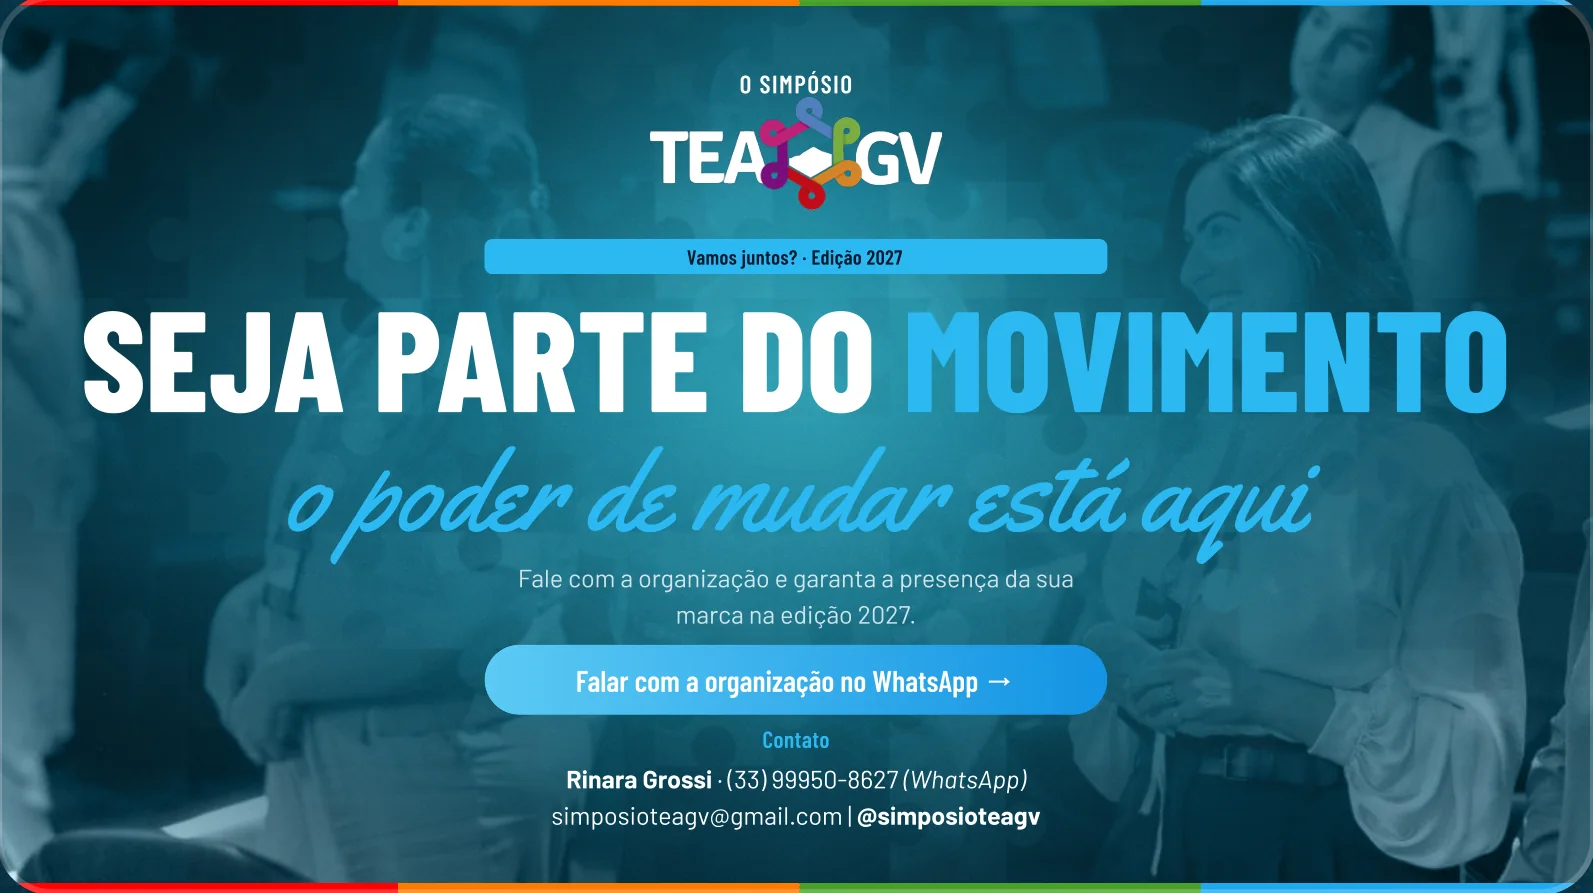 O SIMPÓSIO
TEA GV
Vamos juntos? · Edição 2027
SEJA PARTE DO MOVIMENTO
o poder de mudar está aqui
Fale com a organização e garanta a presença da sua
marca na edição 2027.
Falar com a organização no WhatsApp →
Contato
Rinara Grossi · (33) 99950-8627 (WhatsApp)
simposioteagv@gmail.com | @simposioteagv